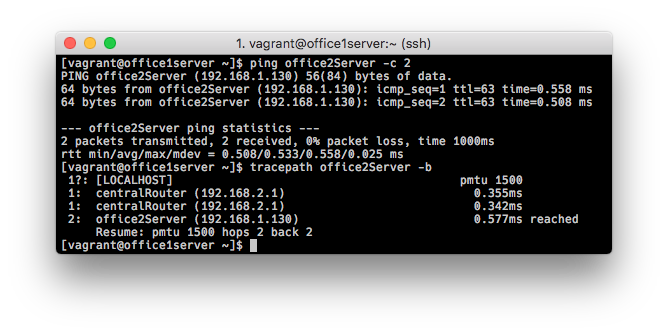 1. vagrant@office1server:~ (ssh)
[vagrant@office1server ~]$ ping office2Server -c 2
PING office2Server (192.168.1.130) 56(84) bytes of data.
64 bytes from office2Server (192.168.1.130): icmp_seq=1 ttl=63 time=0.558 ms
64 bytes from office2Server (192.168.1.130): icmp_seq=2 ttl=63 time=0.508 ms
--- office2Server ping statistics ---
2 packets transmitted, 2 received, 0% packet loss, time 1000ms
rtt min/avg/max/mdev = 0.508/0.533/0.558/0.025 ms
[vagrant@office1server ~]$ tracepath office2Server -b
1?: [LOCALHOST] pmtu 1500
1: centralRouter (192.168.2.1) 0.355ms
1: centralRouter (192.168.2.1) 0.342ms
2: office2Server (192.168.1.130) 0.577ms reached
Resume: pmtu 1500 hops 2 back 2
[vagrant@office1server ~]$